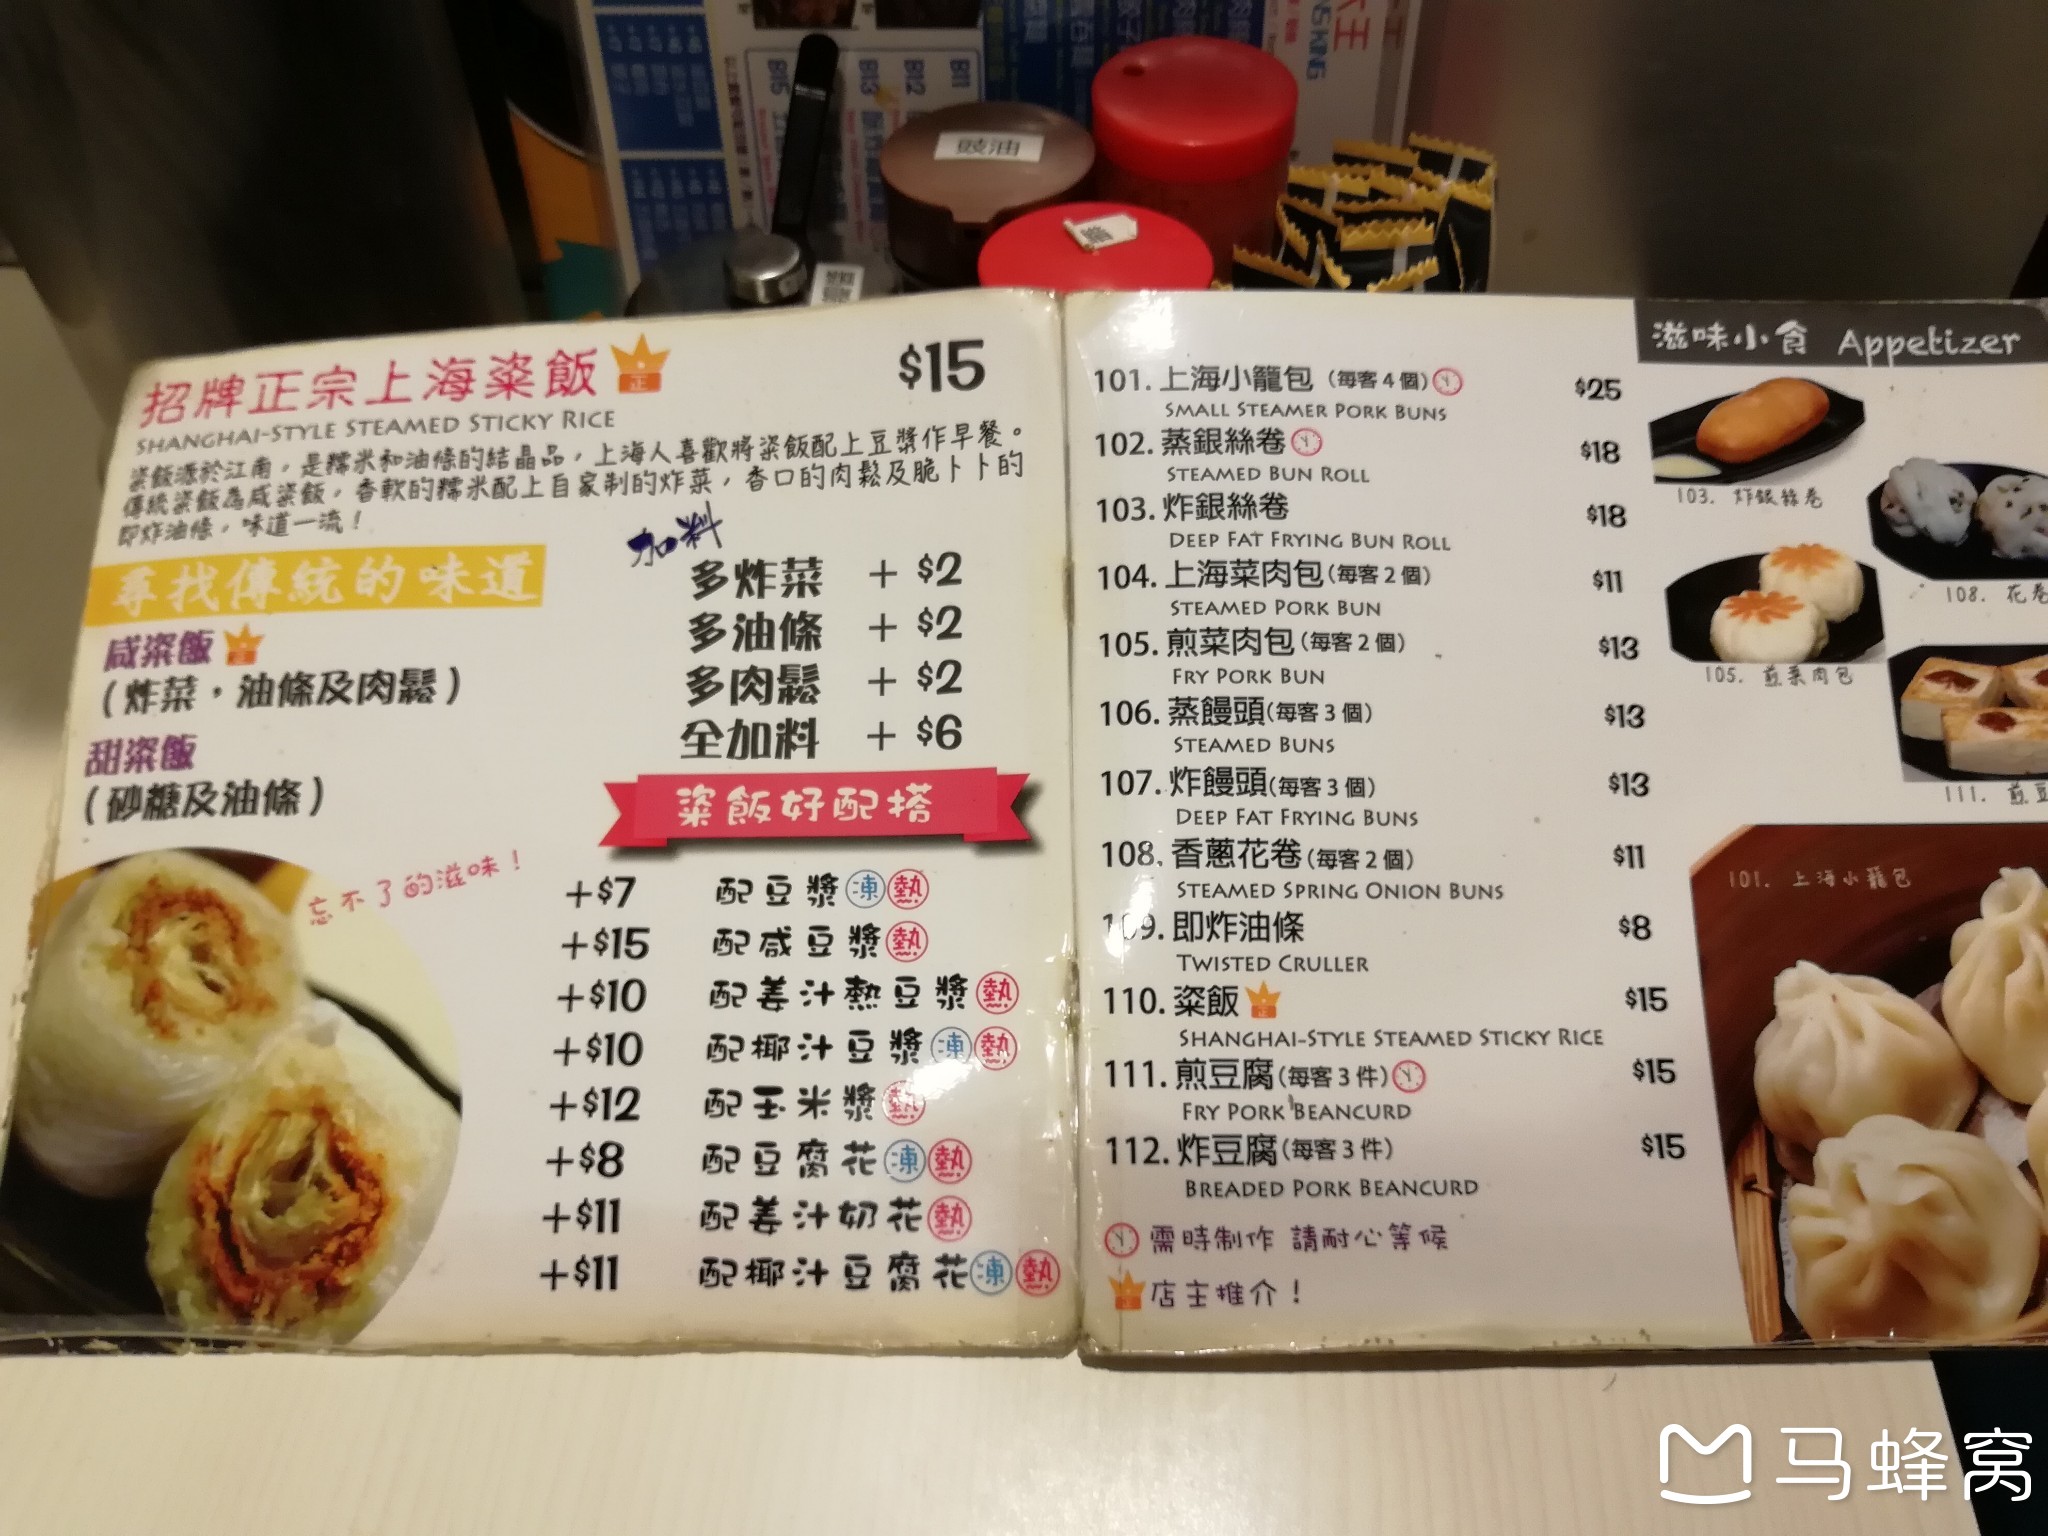 豉油
招牌正宗上海粢飯 正 $15
SHANGHAI-STYLE STEAMED STICKY RICE
粢飯源於江南，是糯米和油條的結晶品，上海人喜歡將粢飯配上豆漿作早餐。
傳統粢飯為咸粢飯，香軟的糯米配上自家制的炸菜，香口的肉鬆及脆卜卜的
即炸油條，味道一流！
尋找傳統的味道
加料
多炸菜 + $2
多油條 + $2
多肉鬆 + $2
全加料 + $6
咸粢飯 正
(炸菜，油條及肉鬆)
甜粢飯
(砂糖及油條)
忘不了的滋味！
粢飯好配搭
+$7 配豆漿 凍 熱
+$15 配咸豆漿 熱
+$10 配姜汁熱豆漿 熱
+$10 配椰汁豆漿 凍 熱
+$12 配玉米漿 熱
+$8 配豆腐花 凍 熱
+$11 配姜汁奶花 熱
+$11 配椰汁豆腐花 凍 熱
滋味小食 Appetizer
101. 上海小籠包 (每客4個) $25
SMALL STEAMER PORK BUNS
102. 蒸銀絲卷 $18
STEAMED BUN ROLL
103. 炸銀絲卷 $18
DEEP FAT FRYING BUN ROLL
104. 上海菜肉包(每客2個) $11
STEAMED PORK BUN
105. 煎菜肉包(每客2個) $13
FRY PORK BUN
106. 蒸饅頭(每客3個) $13
STEAMED BUNS
107. 炸饅頭(每客3個) $13
DEEP FAT FRYING BUNS
108. 香蔥花卷(每客2個) $11
STEAMED SPRING ONION BUNS
109. 即炸油條 $8
TWISTED CRULLER
110. 粢飯 正 $15
SHANGHAI-STYLE STEAMED STICKY RICE
111. 煎豆腐(每客3件) $15
FRY PORK BEANCURD
112. 炸豆腐(每客3件) $15
BREADED PORK BEANCURD
需時制作 請耐心等候
正 店主推介！
103. 炸銀絲卷
108. 花卷
105. 煎菜肉包
111. 煎豆
101. 上海小籠包
马蜂窝